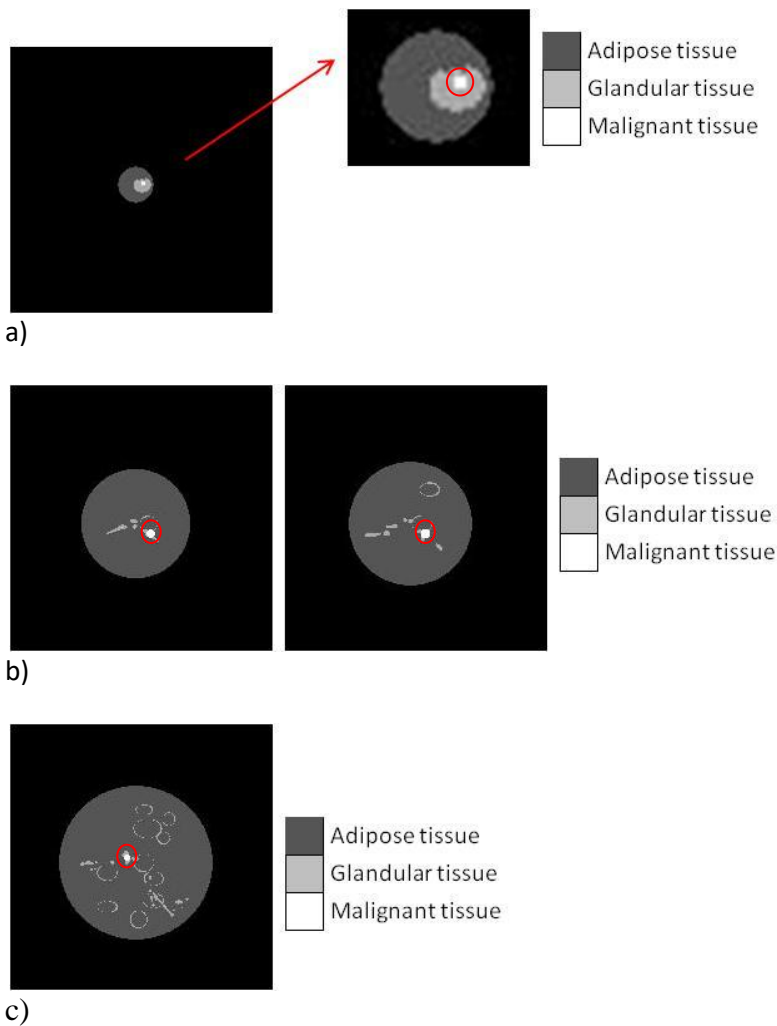 Adipose tissue
Glandular tissue
Malignant tissue
a)
Adipose tissue
Glandular tissue
Malignant tissue
b)
Adipose tissue
Glandular tissue
Malignant tissue
c)